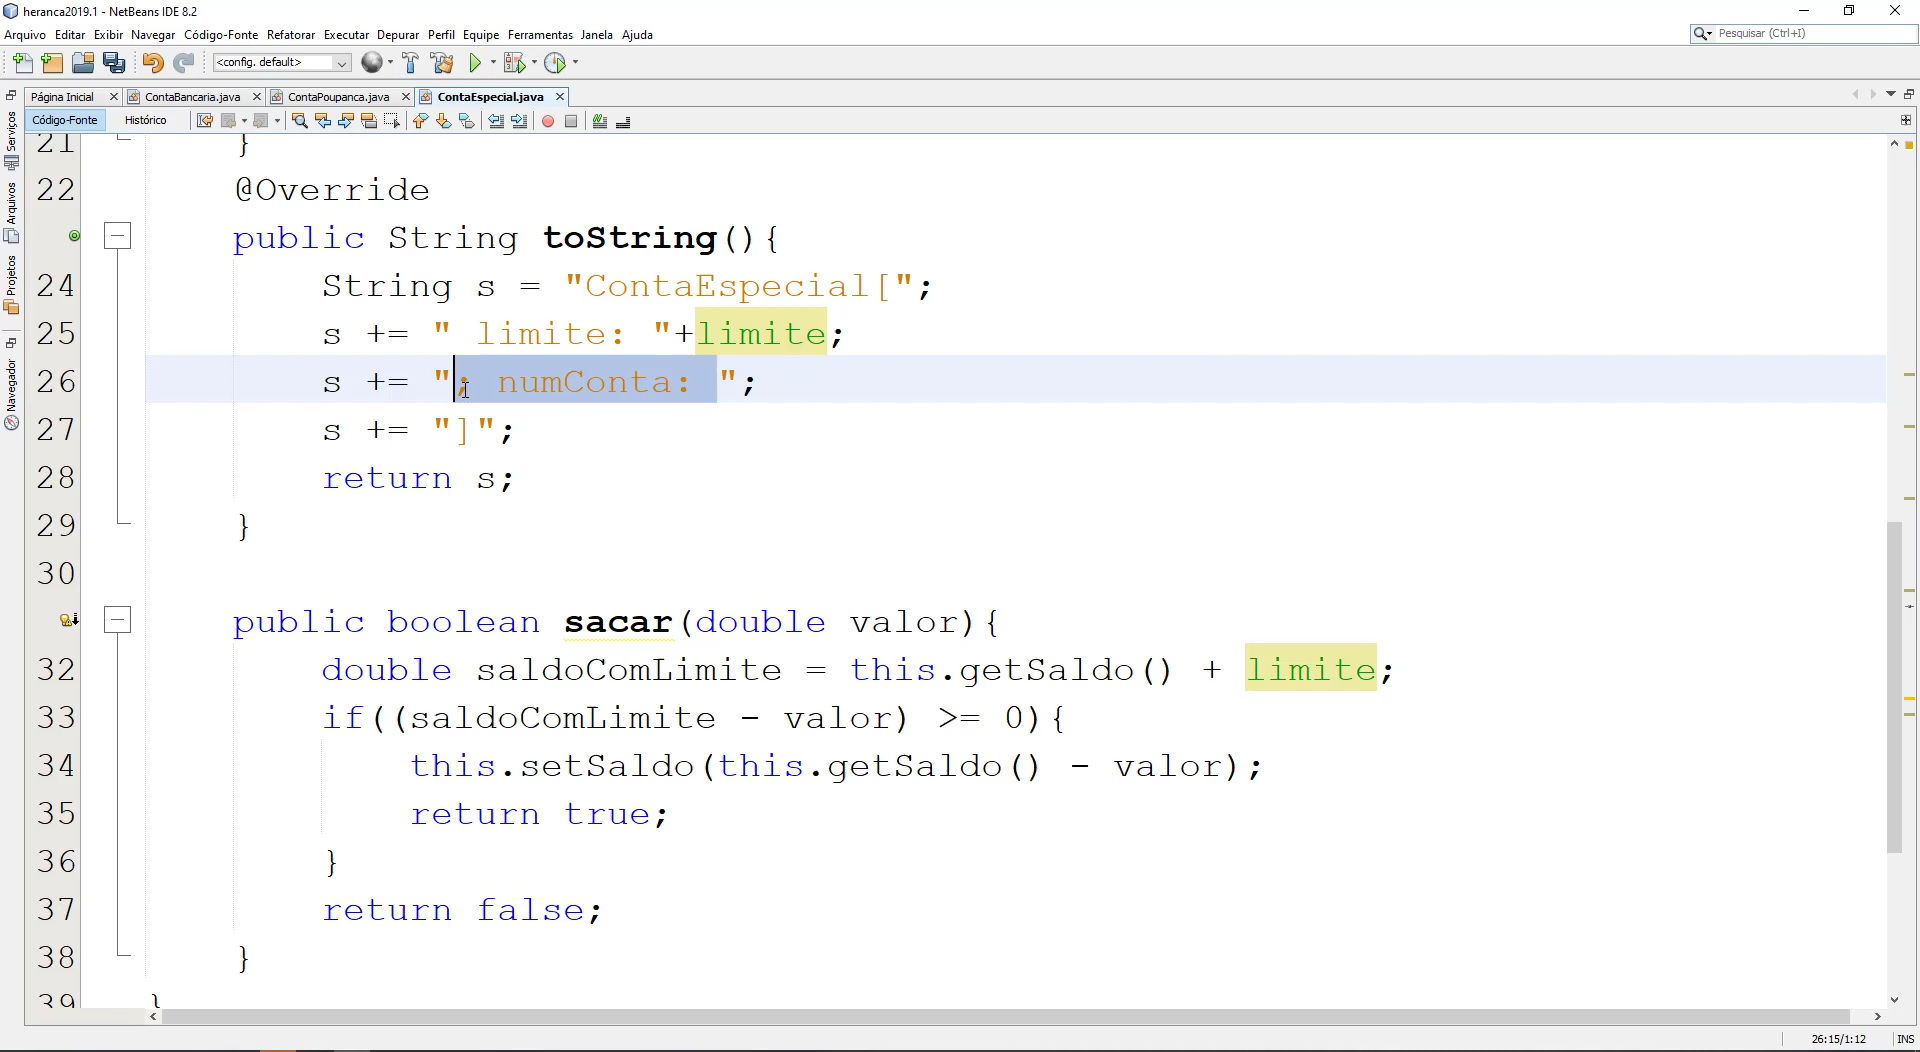 heranca2019.1 - NetBeans IDE 8.2
Arquivo Editar Exibir Navegar Código-Fonte Refatorar Executar Depurar Perfil Equipe Ferramentas Janela Ajuda
Pesquisar (Ctrl+I)
<config. default>
Página Inicial ContaBancaria.java ContaPoupanca.java ContaEspecial.java
Código-Fonte Histórico
Serviços
Arquivos
Projetos
Navegador
21 }
22 @Override
public String toString(){
24 String s = "ContaEspecial[";
25 s += " limite: "+limite;
26 s += "; numConta: ";
27 s += "]";
28 return s;
29 }
30
public boolean sacar(double valor){
32 double saldoComLimite = this.getSaldo() + limite;
33 if((saldoComLimite - valor) >= 0){
34 this.setSaldo(this.getSaldo() - valor);
35 return true;
36 }
37 return false;
38 }
39 }
26:15/1:12 INS